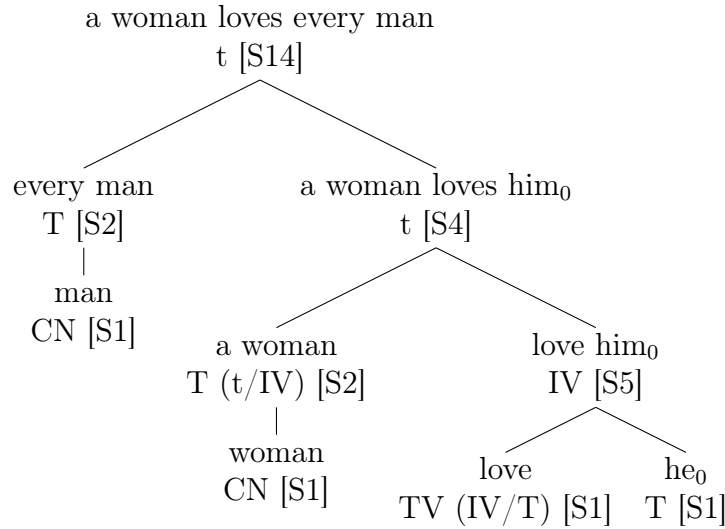 a woman loves every man
t [S14]
every man
T [S2]
a woman loves him₀
t [S4]
man
CN [S1]
a woman
T (t/IV) [S2]
love him₀
IV [S5]
woman
CN [S1]
love
TV (IV/T) [S1]
he₀
T [S1]